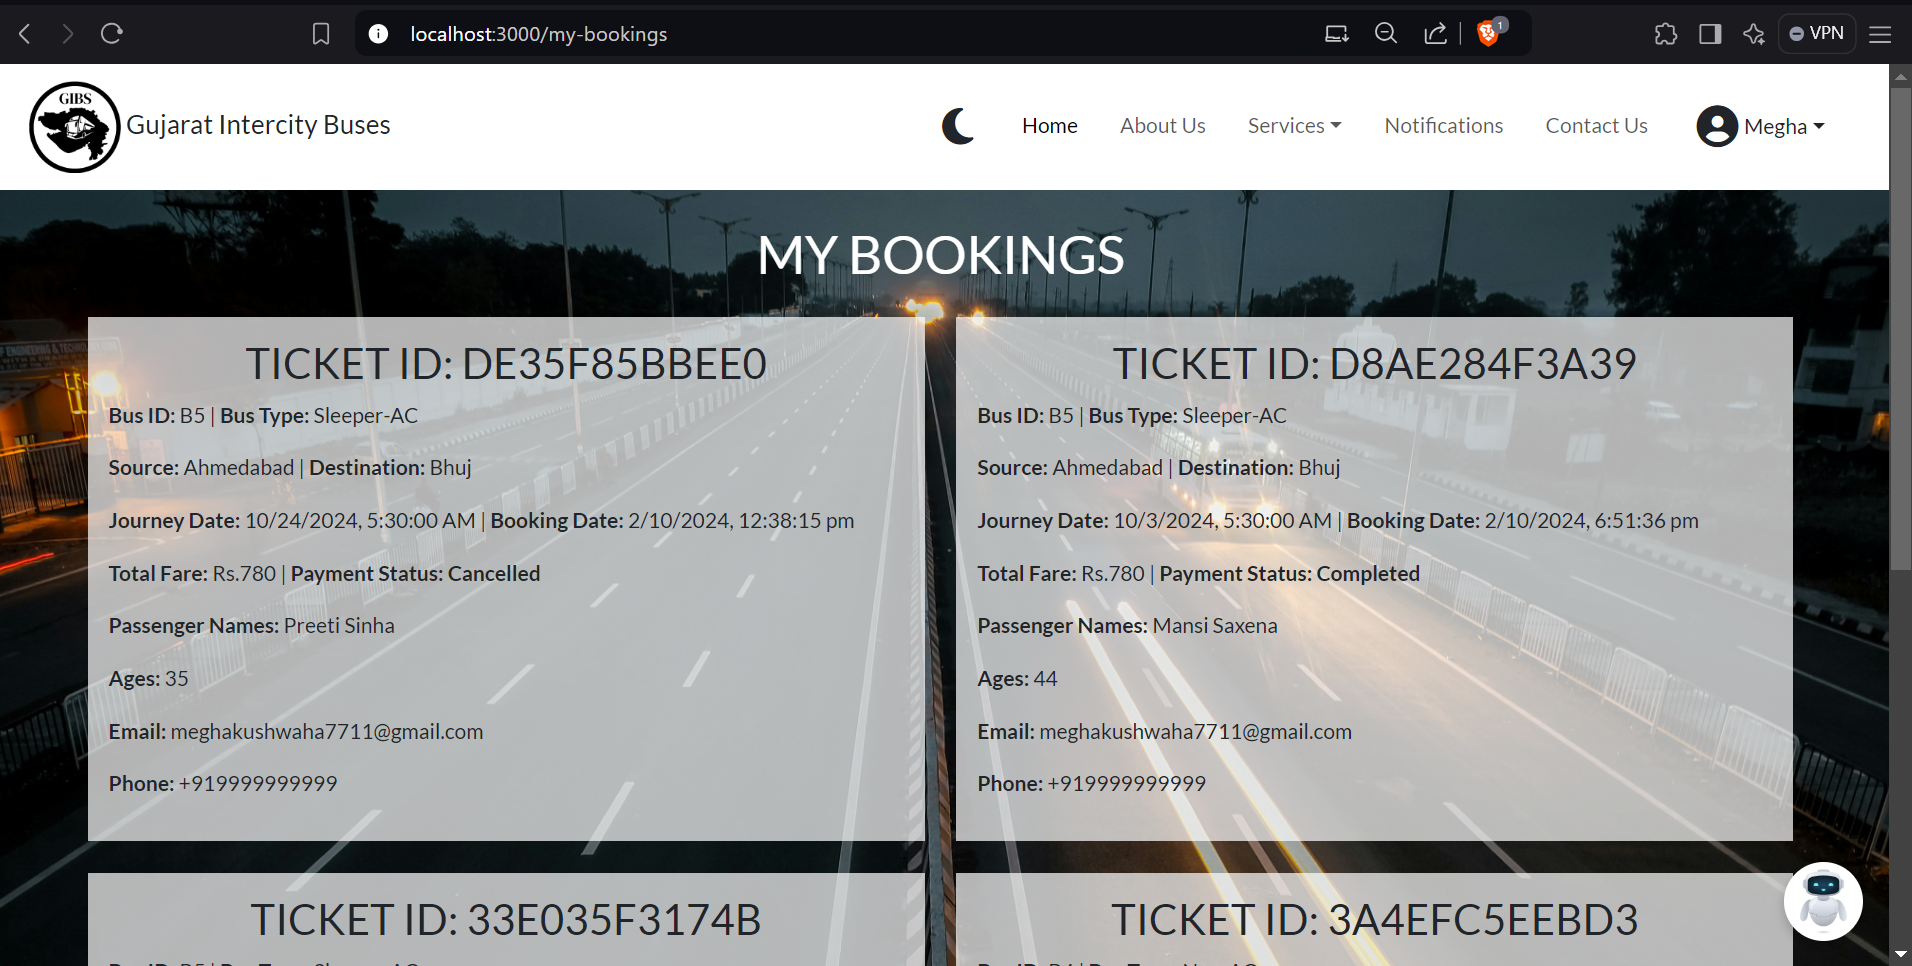 localhost:3000/my-bookings
1
VPN
GIBS
Gujarat Intercity Buses
Home
About Us
Services
Notifications
Contact Us
Megha
MY BOOKINGS
TICKET ID: DE35F85BBEE0
Bus ID: B5 | Bus Type: Sleeper-AC
Source: Ahmedabad | Destination: Bhuj
Journey Date: 10/24/2024, 5:30:00 AM | Booking Date: 2/10/2024, 12:38:15 pm
Total Fare: Rs.780 | Payment Status: Cancelled
Passenger Names: Preeti Sinha
Ages: 35
Email: meghakushwaha7711@gmail.com
Phone: +919999999999
TICKET ID: D8AE284F3A39
Bus ID: B5 | Bus Type: Sleeper-AC
Source: Ahmedabad | Destination: Bhuj
Journey Date: 10/3/2024, 5:30:00 AM | Booking Date: 2/10/2024, 6:51:36 pm
Total Fare: Rs.780 | Payment Status: Completed
Passenger Names: Mansi Saxena
Ages: 44
Email: meghakushwaha7711@gmail.com
Phone: +919999999999
TICKET ID: 33E035F3174B
TICKET ID: 3A4EFC5EEBD3